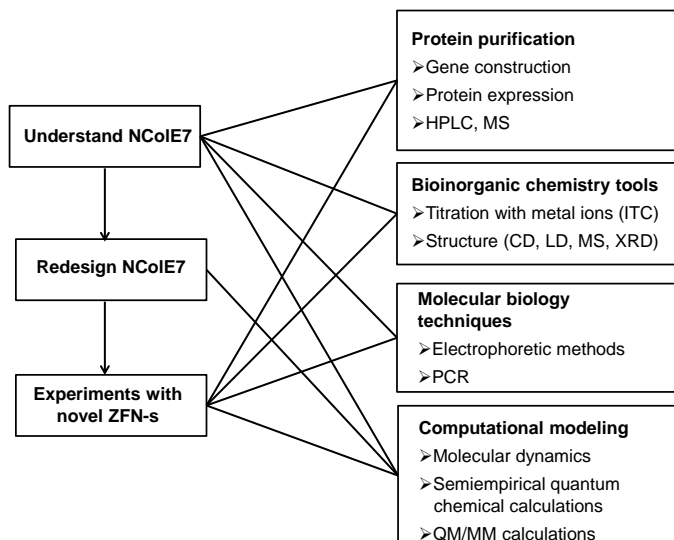 Understand NColE7
Redesign NColE7
Experiments with
novel ZFN-s
Protein purification
➢Gene construction
➢Protein expression
➢HPLC, MS
Bioinorganic chemistry tools
➢Titration with metal ions (ITC)
➢Structure (CD, LD, MS, XRD)
Molecular biology
techniques
➢Electrophoretic methods
➢PCR
Computational modeling
➢Molecular dynamics
➢Semiempirical quantum
chemical calculations
➢QM/MM calculations